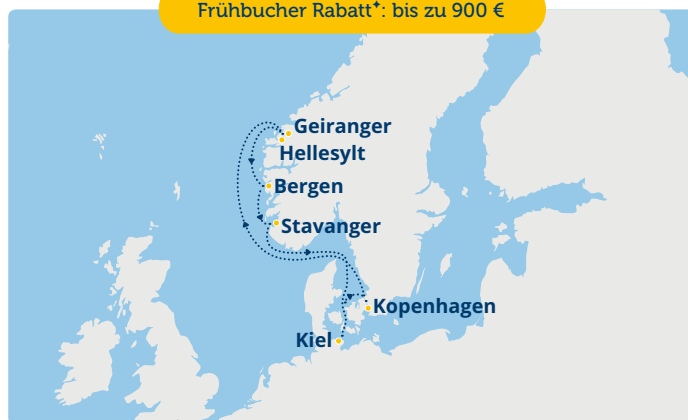 Frühbucher Rabatt✦: bis zu 900 €
Geiranger
Hellesylt
Bergen
Stavanger
Kopenhagen
Kiel